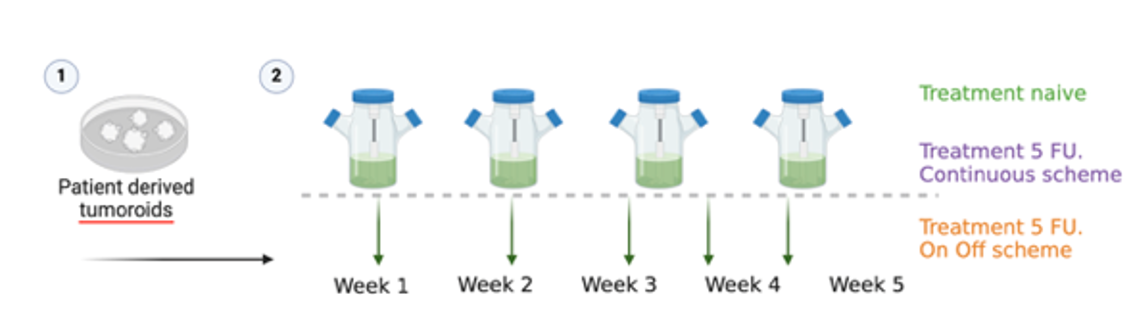 1
2
Patient derived
tumoroids
Week 1
Week 2
Week 3
Week 4
Week 5
Treatment naive
Treatment 5 FU.
Continuous scheme
Treatment 5 FU.
On Off scheme